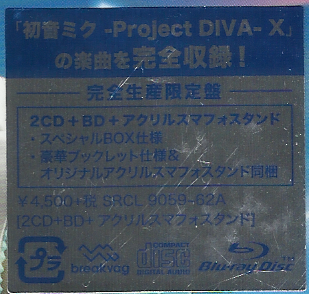 「初音ミク -Project DIVA- X」
の楽曲を完全収録！
完全生産限定盤
2CD+BD+アクリルスマフォスタンド
・スペシャルBOX仕様
・豪華ブックレット仕様&
オリジナルアクリルスマフォスタンド同梱
¥4,500+税 SRCL 9059-62A
[2CD+BD+アクリルスマフォスタンド]
プラ
breakvag
COMPACT
disc
DIGITAL AUDIO
Blu-ray Disc